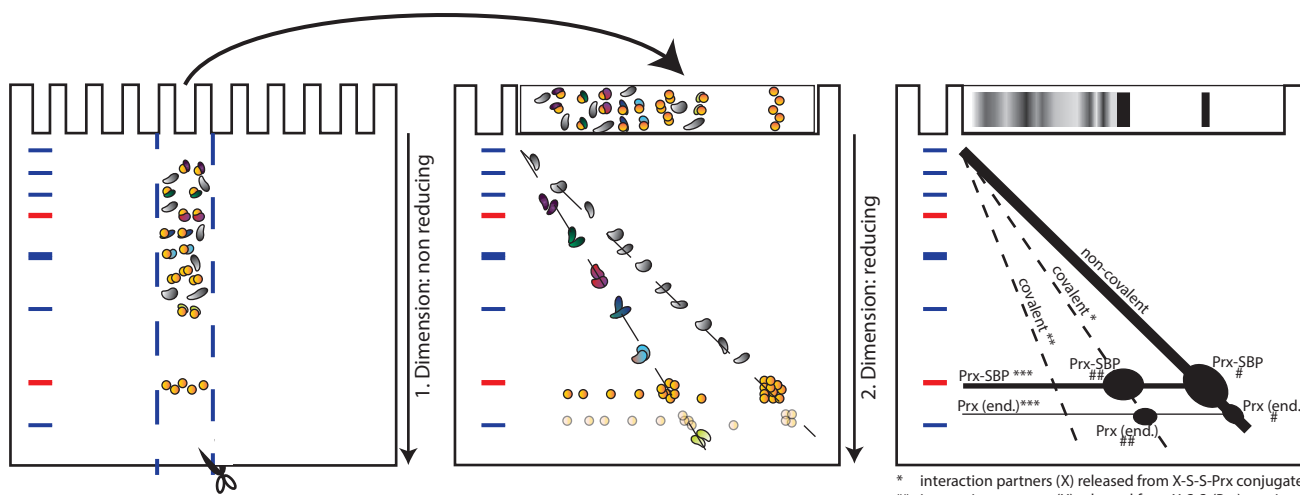 1. Dimension: non reducing
2. Dimension: reducing
non-covalent
covalent *
covalent **
Prx-SBP
##
Prx-SBP
#
Prx-SBP ***
Prx (end.)***
Prx (end.)
##
Prx (end.)
#
* interaction partners (X) released from X-S-S-Prx conjugate